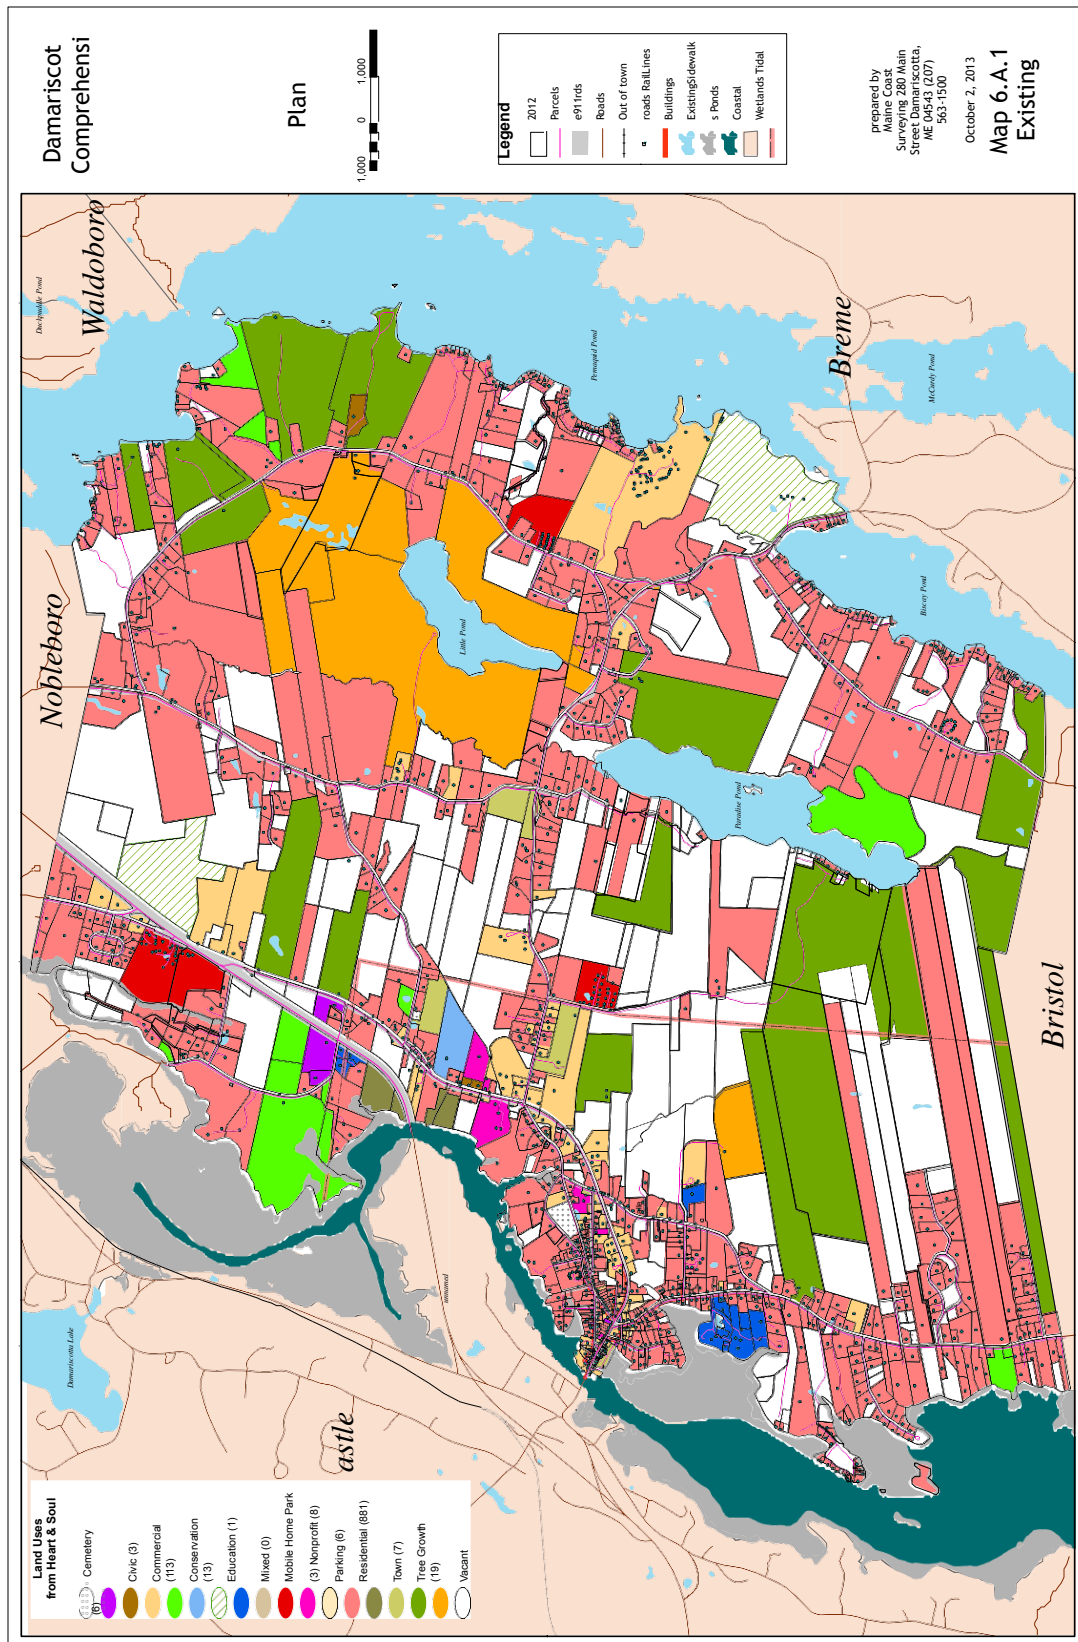 Damariscot
Comprehensi
Plan
1,000 0 1,000
Legend
2012
Parcels
e911rds
Roads
Out of town
roads RailLines
Buildings
ExistingSidewalk
s Ponds
Coastal
Wetlands Tidal
prepared by
Maine Coast
Surveying 280 Main
Street Damariscotta,
ME 04543 (207)
563-1500
October 2, 2013
Map 6.A.1
Existing
Duckpuddle Pond
Waldoboro
Nobleboro
Pemaquid Pond
Breme
McCurdy Pond
Little Pond
Biscay Pond
Paradise Pond
Bristol
Damariscotta Lake
unnamed
astle
Land Uses
from Heart & Soul
Cemetery
(6)
Civic (3)
Commercial
(113)
Conservation
(13)
Education (1)
Mixed (0)
Mobile Home Park
(3) Nonprofit (8)
Parking (6)
Residential (881)
Town (7)
Tree Growth
(19)
Vacant